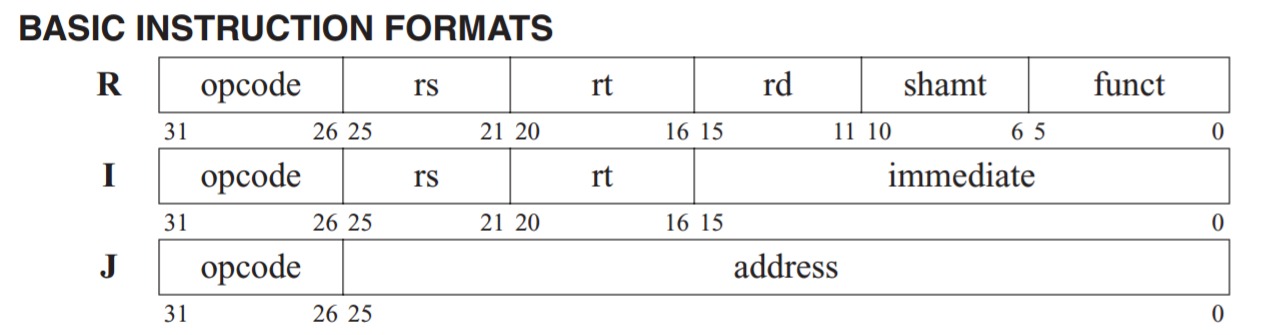 BASIC INSTRUCTION FORMATS
R opcode rs rt rd shamt funct
31 26 25 21 20 16 15 11 10 6 5 0
I opcode rs rt immediate
31 26 25 21 20 16 15 0
J opcode address
31 26 25 0